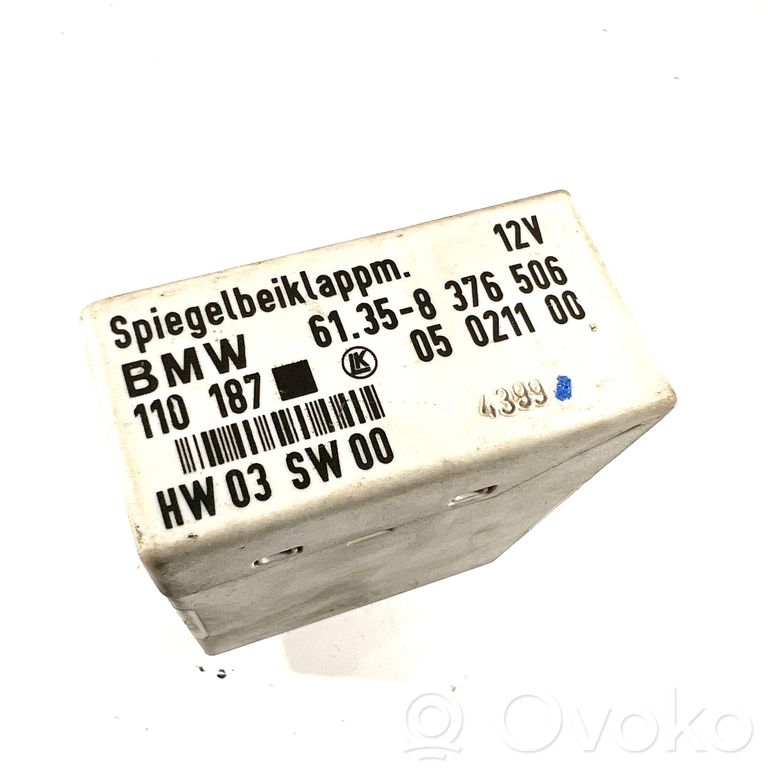 12V
Spiegelbeiklappm.
BMW 61.35-8 376 506
110 187 LK 05 0211 00
HW 03 SW 00
4399
OVOKO